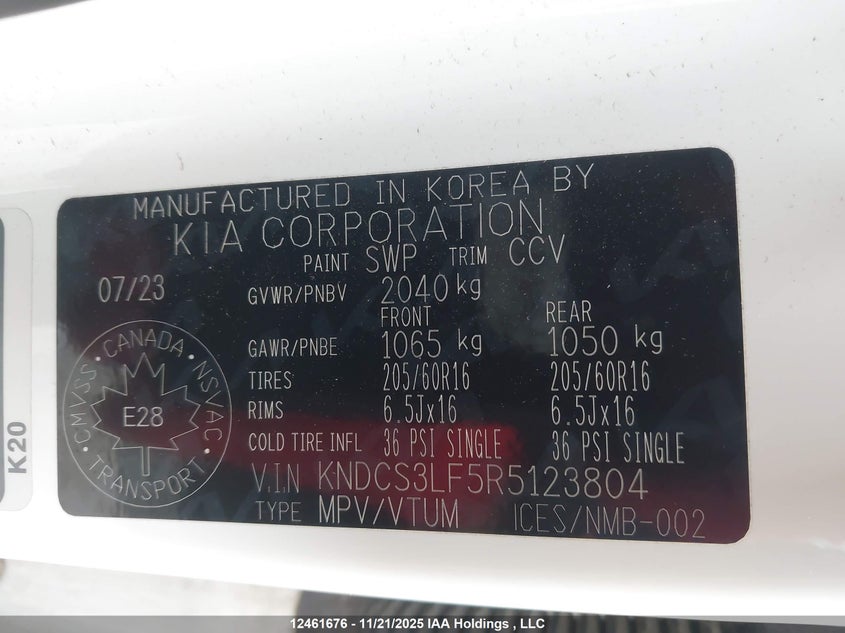 MANUFACTURED IN KOREA BY
KIA CORPORATION
PAINT SWP TRIM CCV
07/23 GVWR/PNBV 2040 kg
FRONT REAR
GAWR/PNBE 1065 kg 1050 kg
TIRES 205/60R16 205/60R16
RIMS 6.5Jx16 6.5Jx16
COLD TIRE INFL 36 PSI SINGLE 36 PSI SINGLE
V.I.N KNDCS3LF5R5123804
TYPE MPV/VTUM ICES/NMB-002
CANADA
CMVSS NSVAC
E28
TRANSPORT
K20
12461676 - 11/21/2025 IAA Holdings , LLC